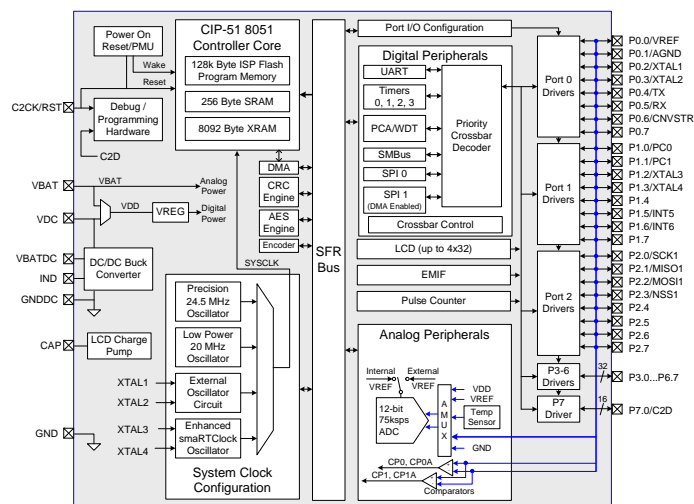 Power On
Reset/PMU
Wake
Reset
C2CK/RST
Debug /
Programming
Hardware
C2D
CIP-51 8051
Controller Core
128k Byte ISP Flash
Program Memory
256 Byte SRAM
8092 Byte XRAM
DMA
CRC
Engine
AES
Engine
Encoder
SYSCLK
VBAT
VBAT
Analog
Power
VDC
VDD
VREG
Digital
Power
VBATDC
IND
GNDDC
DC/DC Buck
Converter
CAP
LCD Charge
Pump
XTAL1
XTAL2
XTAL3
XTAL4
GND
Precision
24.5 MHz
Oscillator
Low Power
20 MHz
Oscillator
External
Oscillator
Circuit
Enhanced
smaRTClock
Oscillator
System Clock
Configuration
SFR
Bus
Port I/O Configuration
Digital Peripherals
UART
Timers
0, 1, 2, 3
PCA/WDT
SMBus
SPI 0
SPI 1
(DMA Enabled)
Priority
Crossbar
Decoder
Crossbar Control
LCD (up to 4x32)
EMIF
Pulse Counter
Analog Peripherals
Internal
External
VREF
VREF
12-bit
75ksps
ADC
A
M
U
X
VDD
VREF
Temp
Sensor
GND
CP0, CP0A
CP1, CP1A
+
-
+
-
Comparators
Port 0
Drivers
Port 1
Drivers
Port 2
Drivers
P3-6
Drivers
P7
Driver
P0.0/VREF
P0.1/AGND
P0.2/XTAL1
P0.3/XTAL2
P0.4/TX
P0.5/RX
P0.6/CNVSTR
P0.7
P1.0/PC0
P1.1/PC1
P1.2/XTAL3
P1.3/XTAL4
P1.4
P1.5/INT5
P1.6/INT6
P1.7
P2.0/SCK1
P2.1/MISO1
P2.2/MOSI1
P2.3/NSS1
P2.4
P2.5
P2.6
P2.7
32
P3.0...P6.7
16
P7.0/C2D